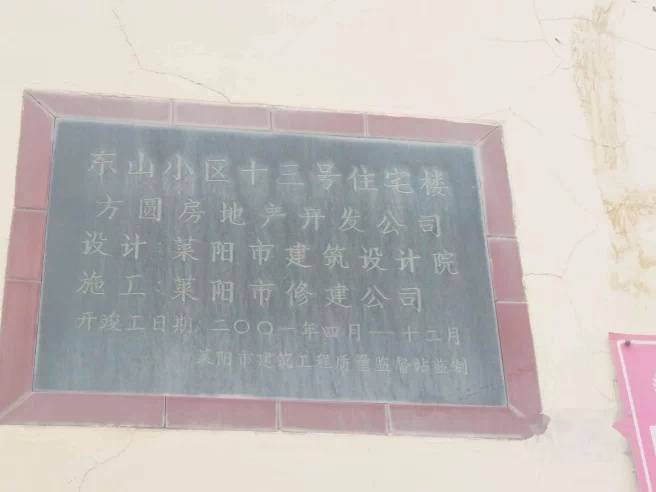 东山小区十三号住宅楼
方圆房地产开发公司
设计:莱阳市建筑设计院
施工:莱阳市修建公司
开竣工日期:二〇〇一年四月—十二月
莱阳市建筑工程质量监督站监制